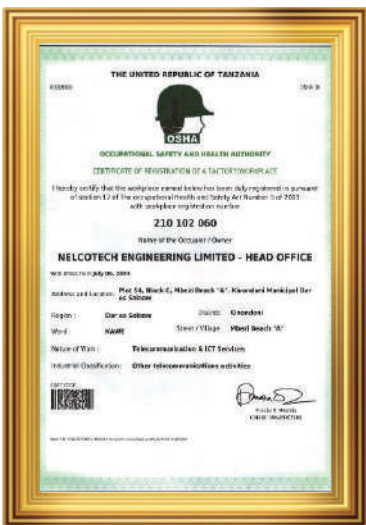 THE UNITED REPUBLIC OF TANZANIA
OSHA
OCCUPATIONAL SAFETY AND HEALTH AUTHORITY
CERTIFICATE OF REGISTRATION OF A FACTORY/WORKPLACE
I hereby certify that the workplace named below has been duly registered in pursuant
of section 17 of The occupational Health and Safety Act Number 5 of 2003
with workplace registration number
210 102 060
Name of the Occupier / Owner
NELCOTECH ENGINEERING LIMITED - HEAD OFFICE
With effect from July
Address and Location: Plot 54, Block C, Mbezi Beach "A", Kinondoni Municipal Dar
es Salaam
Region : Dar es Salaam District: Kinondoni
Ward : KAWE Street / Village Mbezi Beach "A"
Nature of Work : Telecommunication & ICT Services
Industrial Classification: Other telecommunications activities
CHIEF INSPECTOR